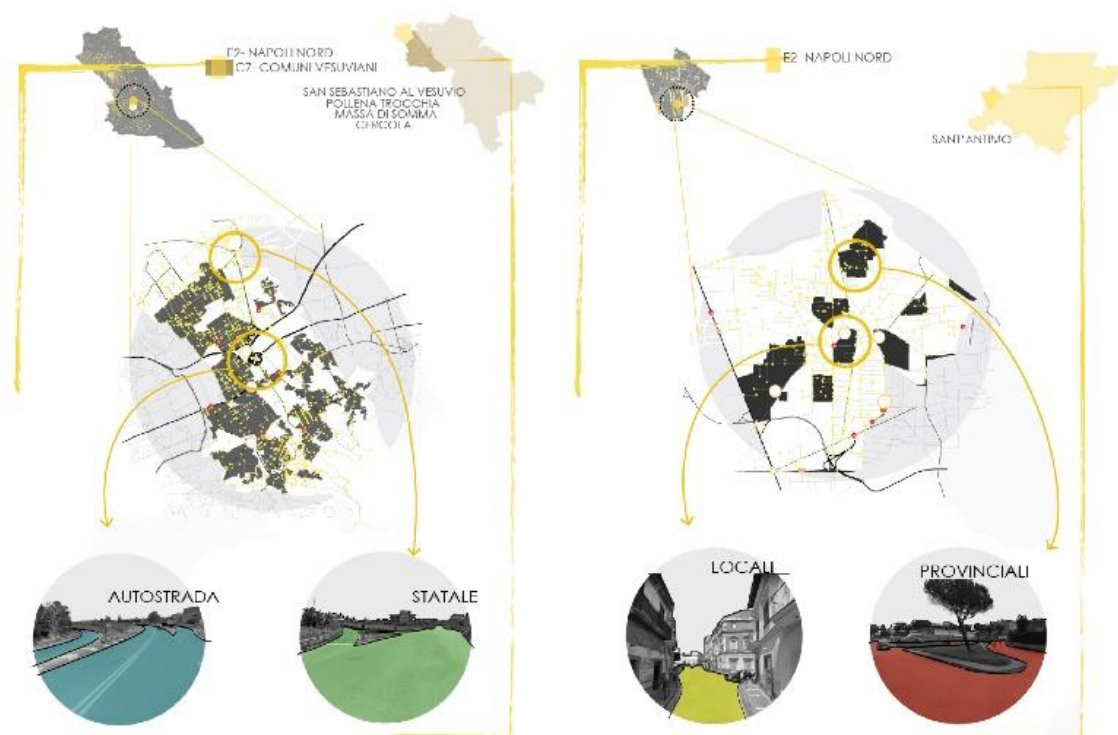 E2- NAPOLI NORD
C7- COMUNI VESUVIANI
SAN SEBASTIANO AL VESUVIO
POLLENA TROCCHIA
MASSA DI SOMMA
CERCOLA
E2- NAPOLI NORD
SANT'ANTIMO
AUTOSTRADA
STATALE
LOCALI
PROVINCIALI